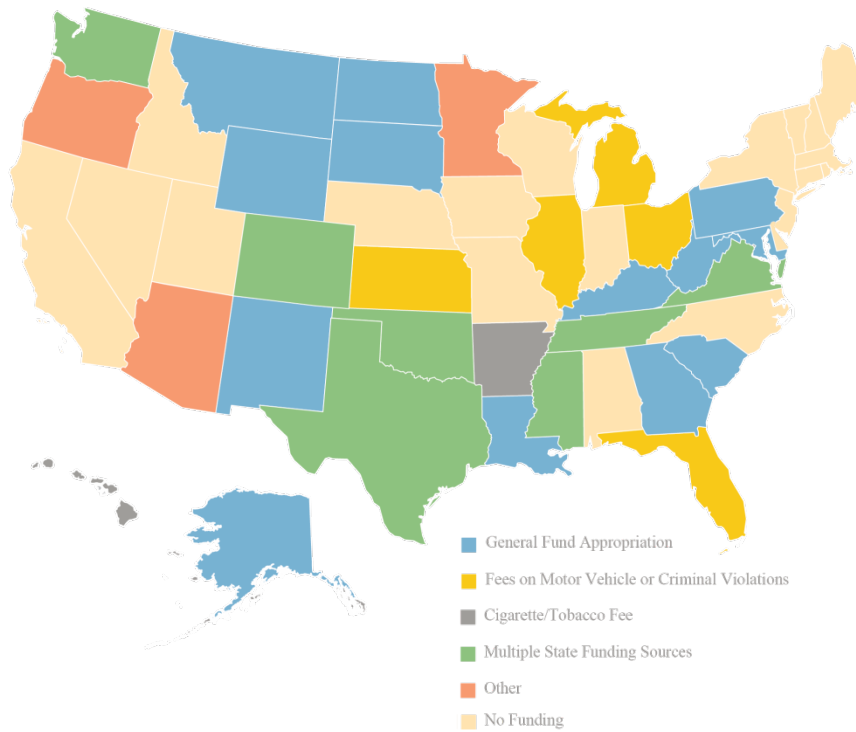 General Fund Appropriation
Fees on Motor Vehicle or Criminal Violations
Cigarette/Tobacco Fee
Multiple State Funding Sources
Other
No Funding